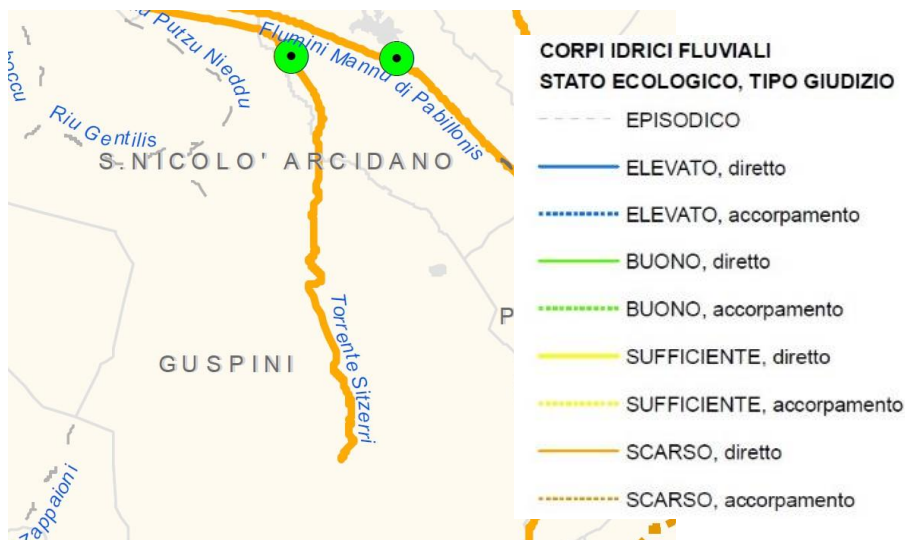 Putzu Nieddu
Flumini Mannu di Pabillonis
Riu Gentilis
S.NICOLO' ARCIDANO
Torrente Sitzerri
GUSPINI
P
Zappaioni
CORPI IDRICI FLUVIALI
STATO ECOLOGICO, TIPO GIUDIZIO
EPISODICO
ELEVATO, diretto
ELEVATO, accorpamento
BUONO, diretto
BUONO, accorpamento
SUFFICIENTE, diretto
SUFFICIENTE, accorpamento
SCARSO, diretto
SCARSO, accorpamento